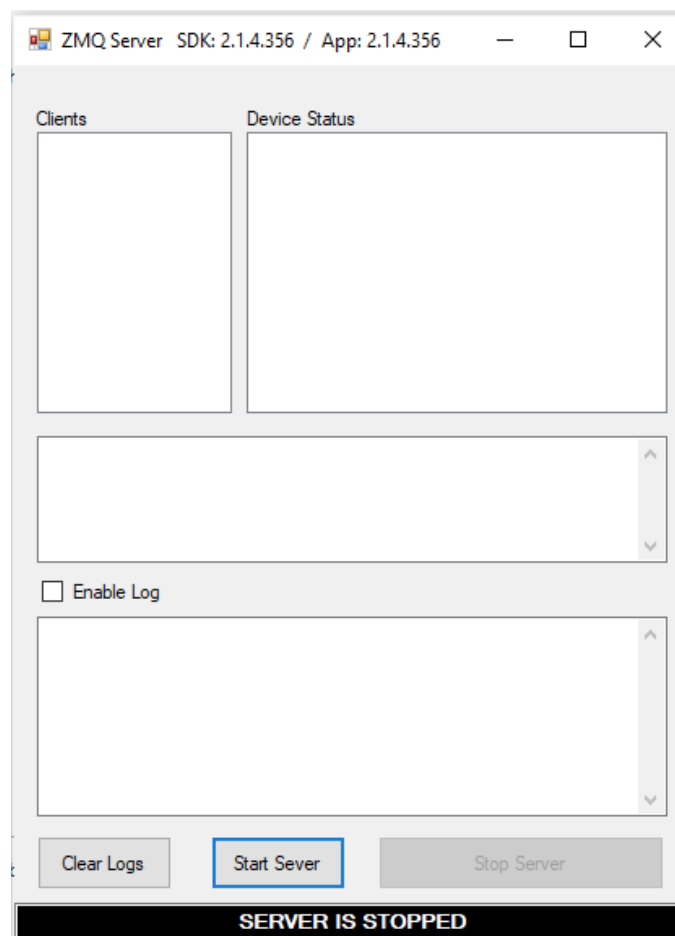 ZMQ Server SDK: 2.1.4.356 / App: 2.1.4.356
Clients Device Status
Enable Log
Clear Logs Start Sever Stop Server
SERVER IS STOPPED